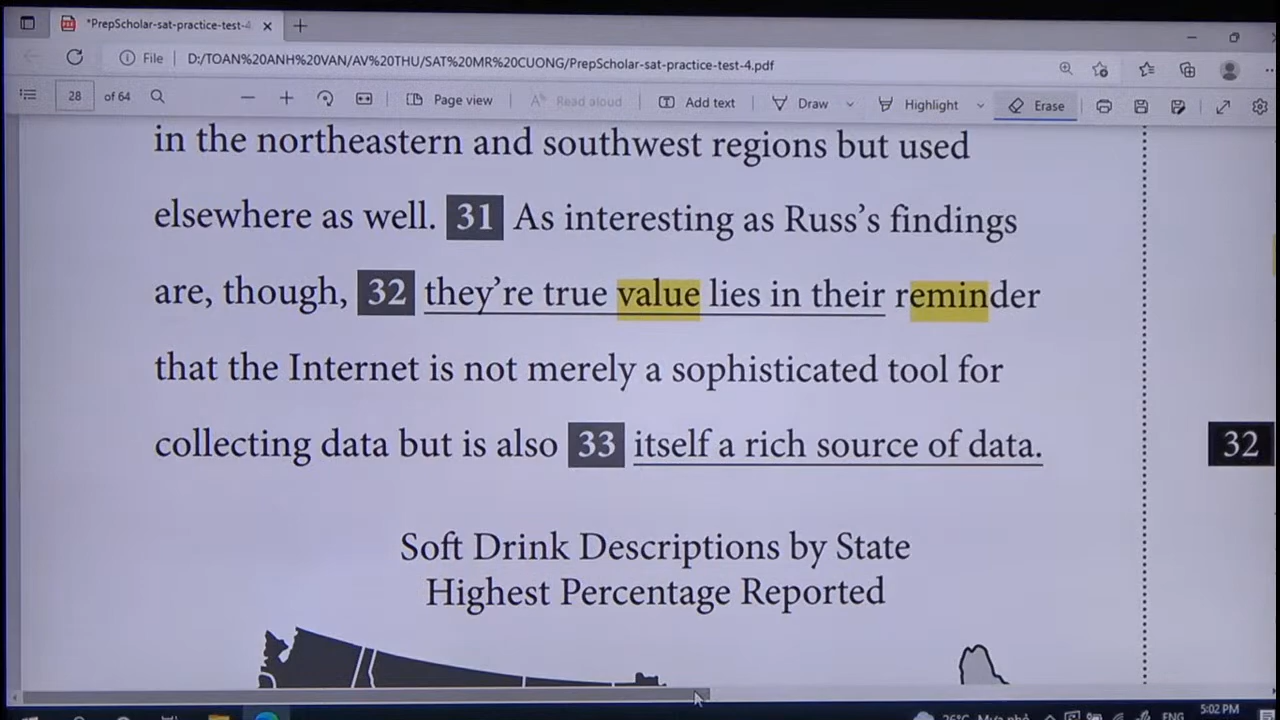 *PrepScholar-sat-practice-test-4
File D:/TOAN%20ANH%20VAN/AV%20THU/SAT%20MR%20CUONG/PrepScholar-sat-practice-test-4.pdf
28 of 64 Page view Read aloud Add text Draw Highlight Erase
in the northeastern and southwest regions but used
elsewhere as well. 31 As interesting as Russ’s findings
are, though, 32 they’re true value lies in their reminder
that the Internet is not merely a sophisticated tool for
collecting data but is also 33 itself a rich source of data.
32
Soft Drink Descriptions by State
Highest Percentage Reported
26°C Mưa nhỏ ENG 5:02 PM